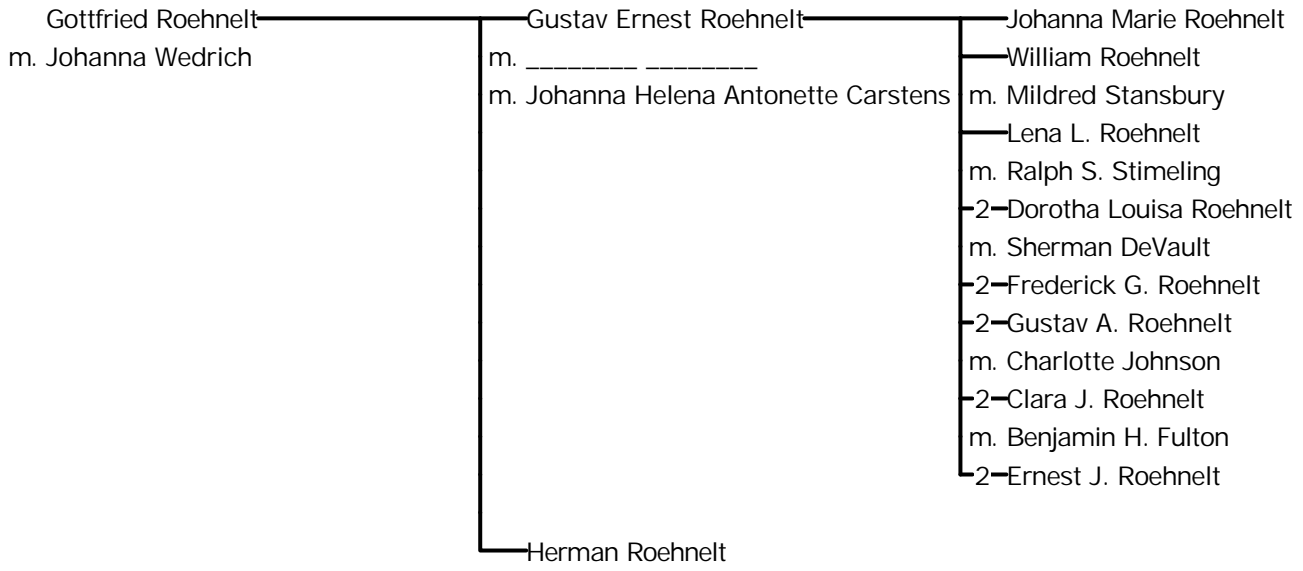 Gottfried Roehnelt
m. Johanna Wedrich
Gustav Ernest Roehnelt
m. ________ ________
m. Johanna Helena Antonette Carstens
Herman Roehnelt
Johanna Marie Roehnelt
William Roehnelt
m. Mildred Stansbury
Lena L. Roehnelt
m. Ralph S. Stimeling
2 Dorotha Louisa Roehnelt
m. Sherman DeVault
2 Frederick G. Roehnelt
2 Gustav A. Roehnelt
m. Charlotte Johnson
2 Clara J. Roehnelt
m. Benjamin H. Fulton
2 Ernest J. Roehnelt